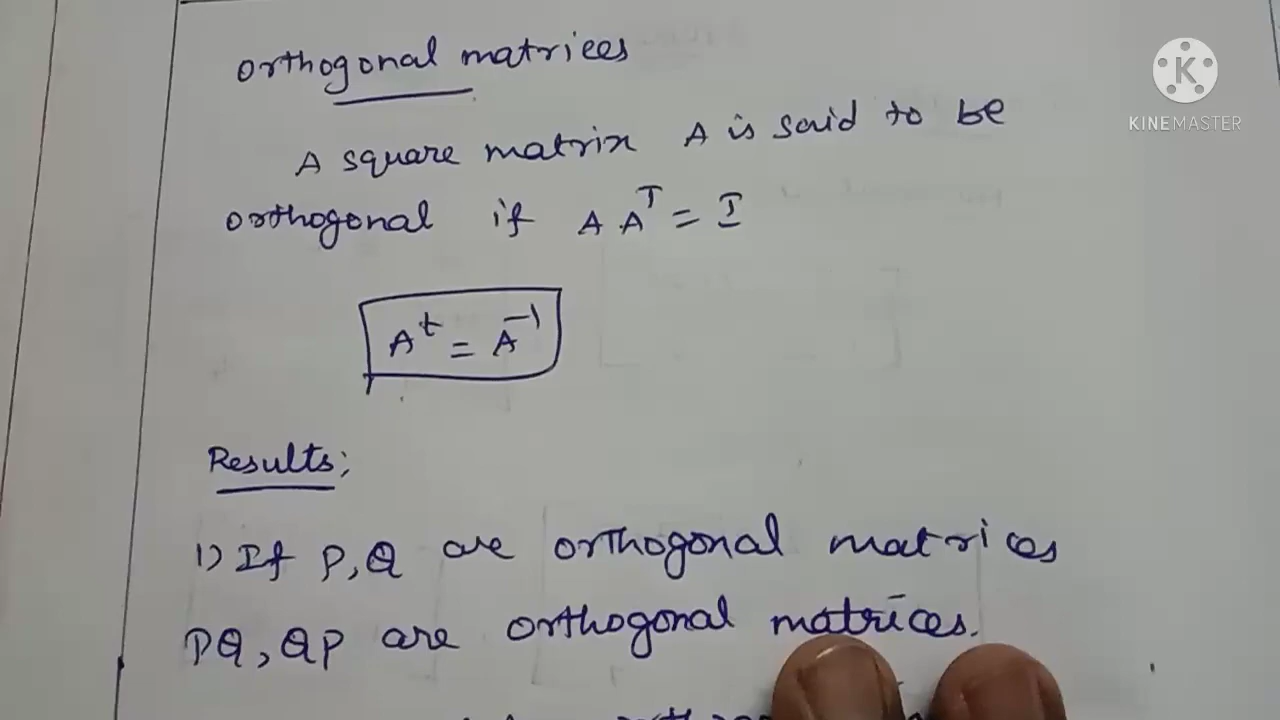 orthogonal matrices
K
KINEMASTER
A square matrix A is said to be
orthogonal if A A^T = I
A^t = A^-1
Results;
1) If P, Q are orthogonal matrices
PQ, QP are orthogonal matrices.